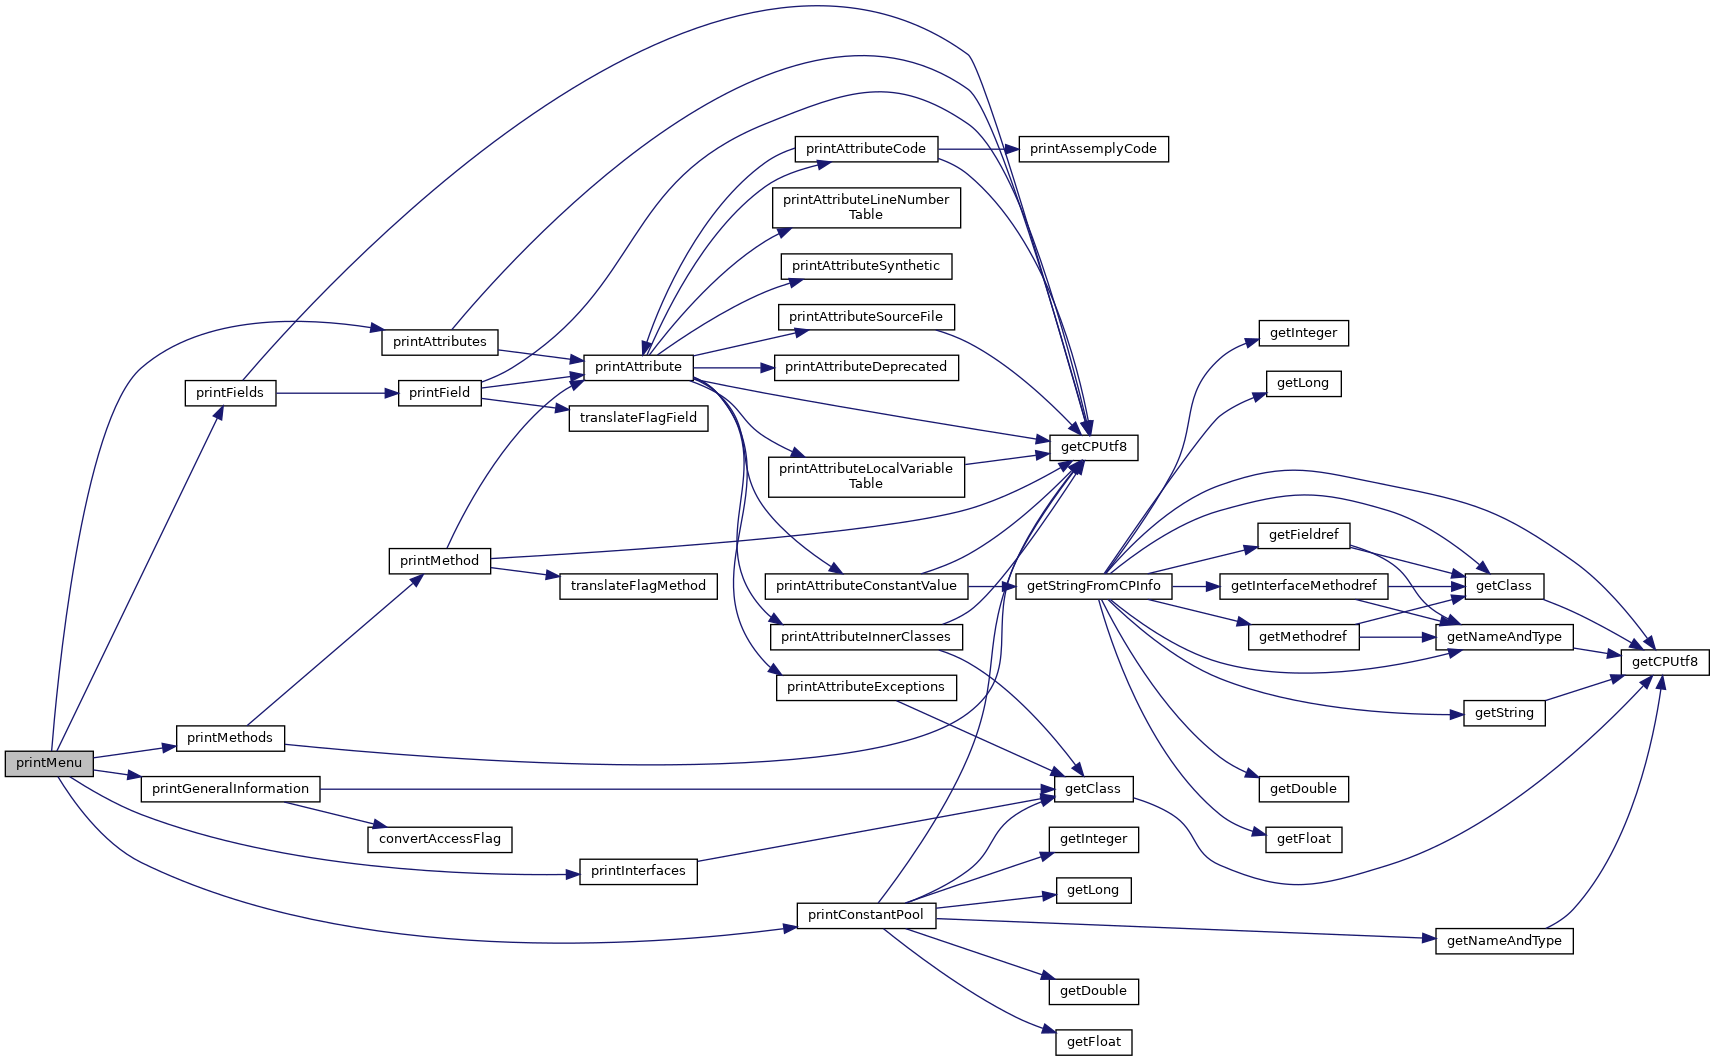 printMenu
printFields
printMethods
printGeneralInformation
printAttributes
printField
printMethod
convertAccessFlag
printAttribute
translateFlagField
translateFlagMethod
printInterfaces
printAttributeCode
printAttributeLineNumber
Table
printAttributeSynthetic
printAttributeSourceFile
printAttributeDeprecated
printAttributeLocalVariable
Table
printAttributeConstantValue
printAttributeInnerClasses
printAttributeExceptions
printConstantPool
printAssemplyCode
getCPUtf8
getStringFromCPInfo
getClass
getInteger
getLong
getDouble
getFloat
getInteger
getLong
getFieldref
getInterfaceMethodref
getMethodref
getDouble
getFloat
getClass
getNameAndType
getString
getNameAndType
getCPUtf8